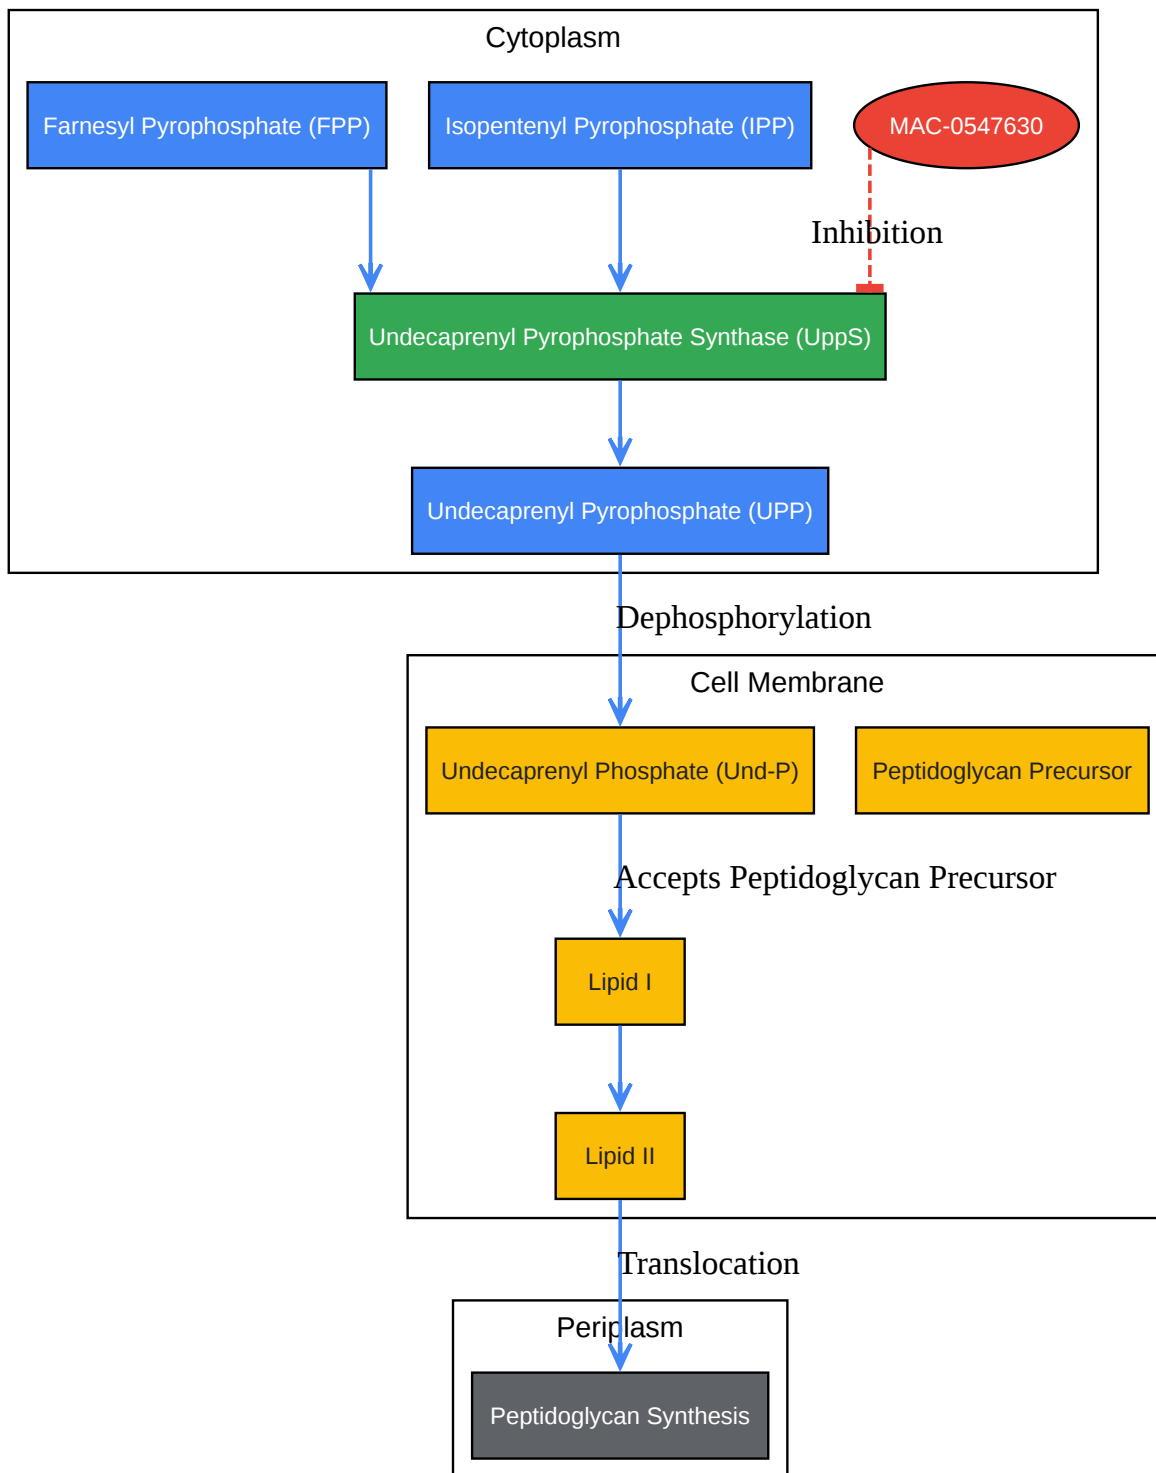 Cytoplasm
Farnesyl Pyrophosphate (FPP)
Isopentenyl Pyrophosphate (IPP)
MAC-0547630
Inhibition
Undecaprenyl Pyrophosphate Synthase (UppS)
Undecaprenyl Pyrophosphate (UPP)
Dephosphorylation
Cell Membrane
Undecaprenyl Phosphate (Und-P)
Peptidoglycan Precursor
Accepts Peptidoglycan Precursor
Lipid I
Lipid II
Translocation
Periplasm
Peptidoglycan Synthesis